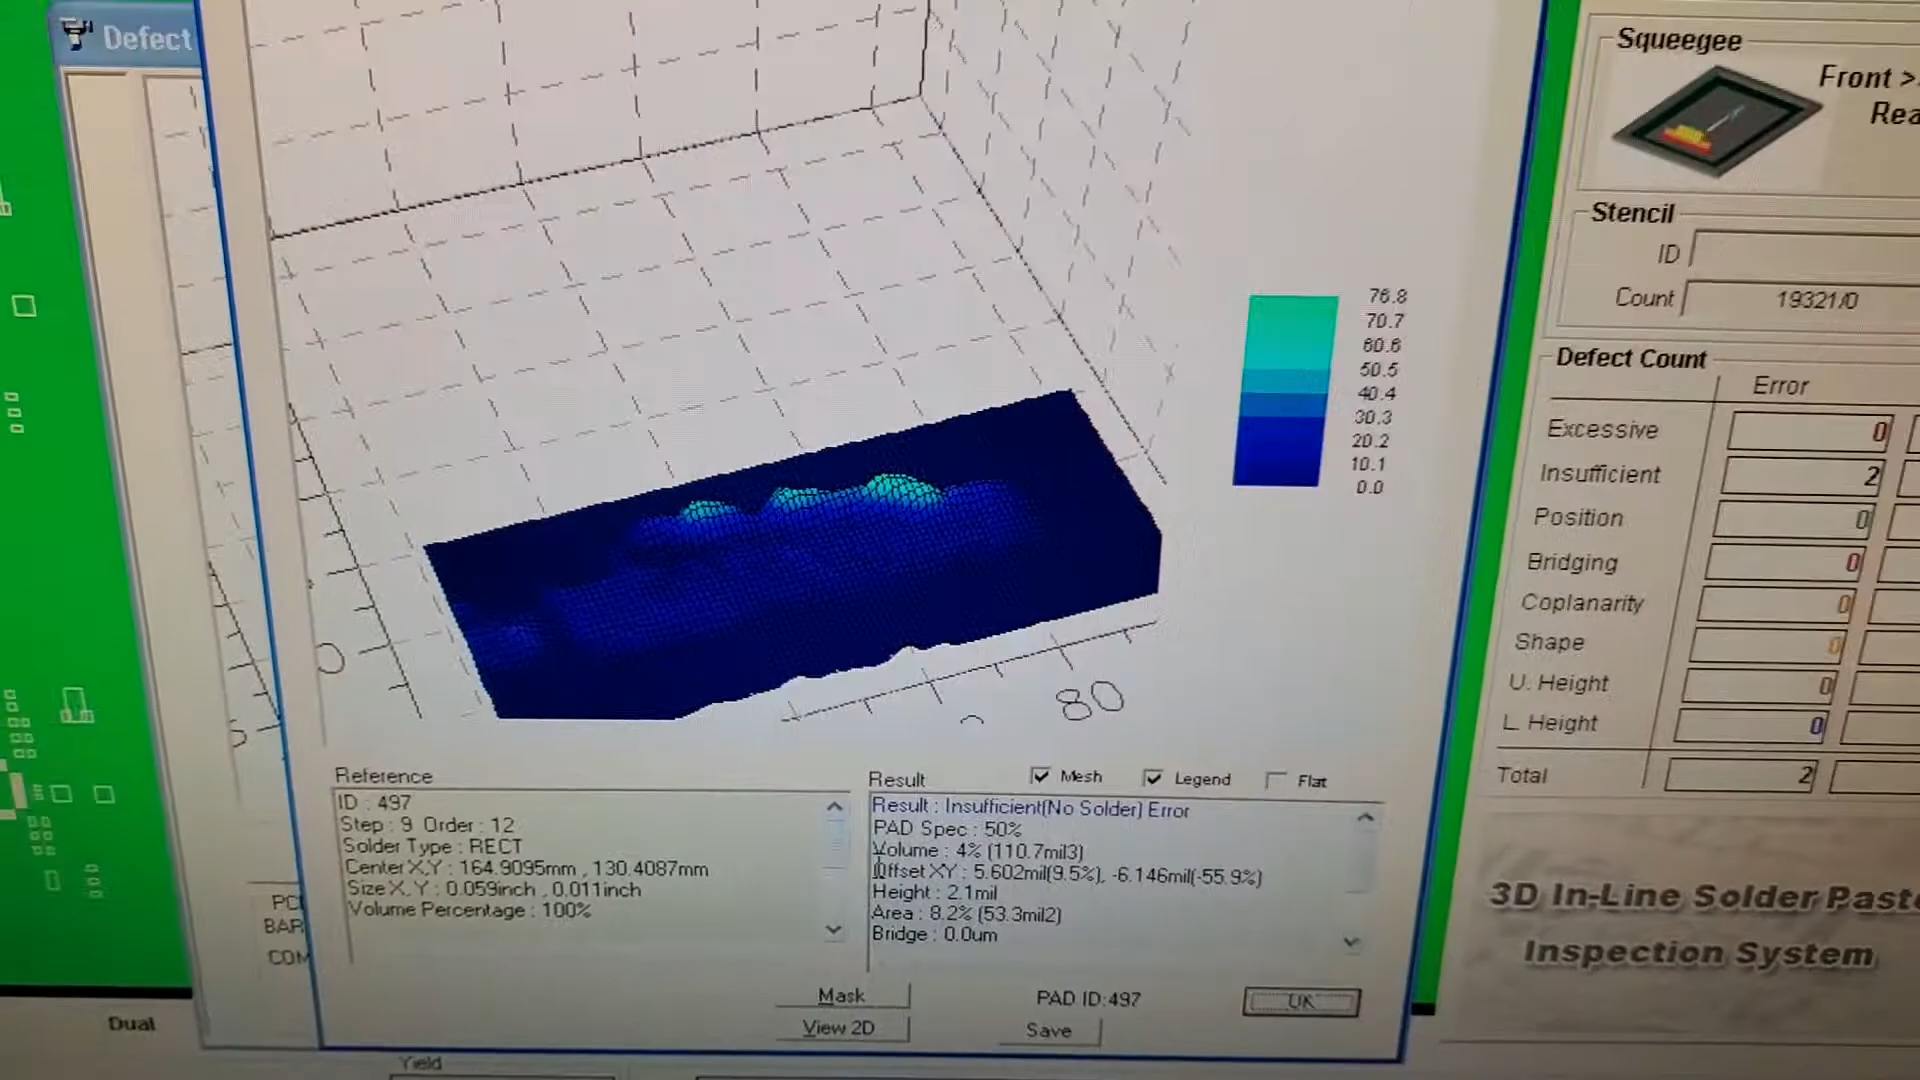 Defect
80
0
76.8
70.7
60.6
50.5
40.4
30.3
20.2
10.1
0.0
Reference
ID : 497
Step : 9 Order : 12
Solder Type : RECT
Center X,Y : 164.9095mm , 130.4087mm
Size X, Y : 0.059inch , 0.011inch
Volume Percentage : 100%
Result
Mesh
Legend
Flat
Result : Insufficient(No Solder) Error
PAD Spec : 50%
Volume : 4% (110.7mil3)
Offset XY : 5.602mil(9.5%), -6.146mil(-55.9%)
Height : 2.1mil
Area : 8.2% (53.3mil2)
Bridge : 0.0um
Mask
PAD ID:497
OK
View 2D
Save
BAR
COM
Dual
Yield
Squeegee
Front >
Rea
Stencil
ID
Count 19321/0
Defect Count
Error
Excessive 0
Insufficient 2
Position 0
Bridging 0
Coplanarity 0
Shape 0
U. Height 0
L. Height 0
Total 2
3D In-Line Solder Paste
Inspection System